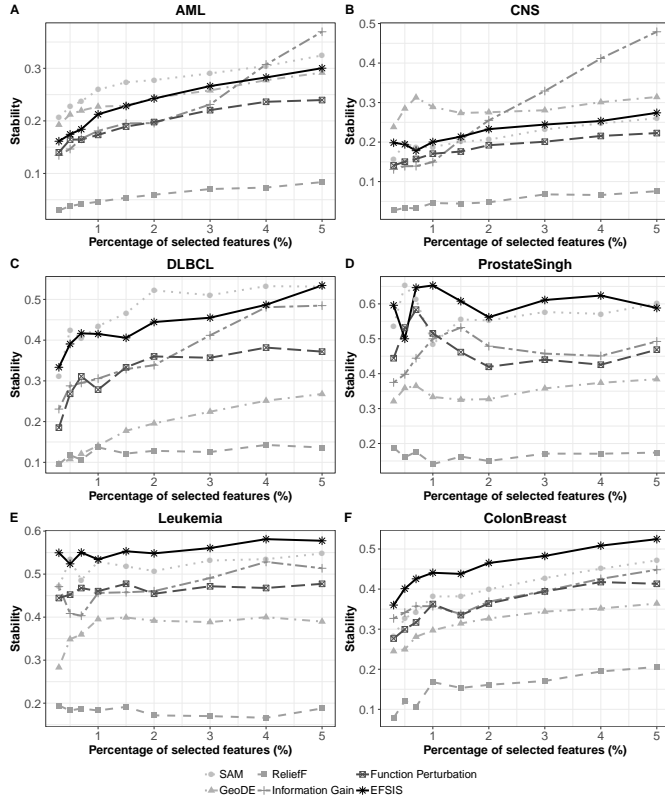 A
AML
Stability
0.3
0.2
0.1
1
2
3
4
5
Percentage of selected features (%)
B
CNS
Stability
0.5
0.4
0.3
0.2
0.1
1
2
3
4
5
Percentage of selected features (%)
C
DLBCL
Stability
0.5
0.4
0.3
0.2
0.1
1
2
3
4
5
Percentage of selected features (%)
D
ProstateSingh
Stability
0.6
0.5
0.4
0.3
0.2
1
2
3
4
5
Percentage of selected features (%)
E
Leukemia
Stability
0.6
0.5
0.4
0.3
0.2
1
2
3
4
5
Percentage of selected features (%)
F
ColonBreast
Stability
0.5
0.4
0.3
0.2
0.1
1
2
3
4
5
Percentage of selected features (%)
SAM
ReliefF
Function Perturbation
GeoDE
Information Gain
EFSIS